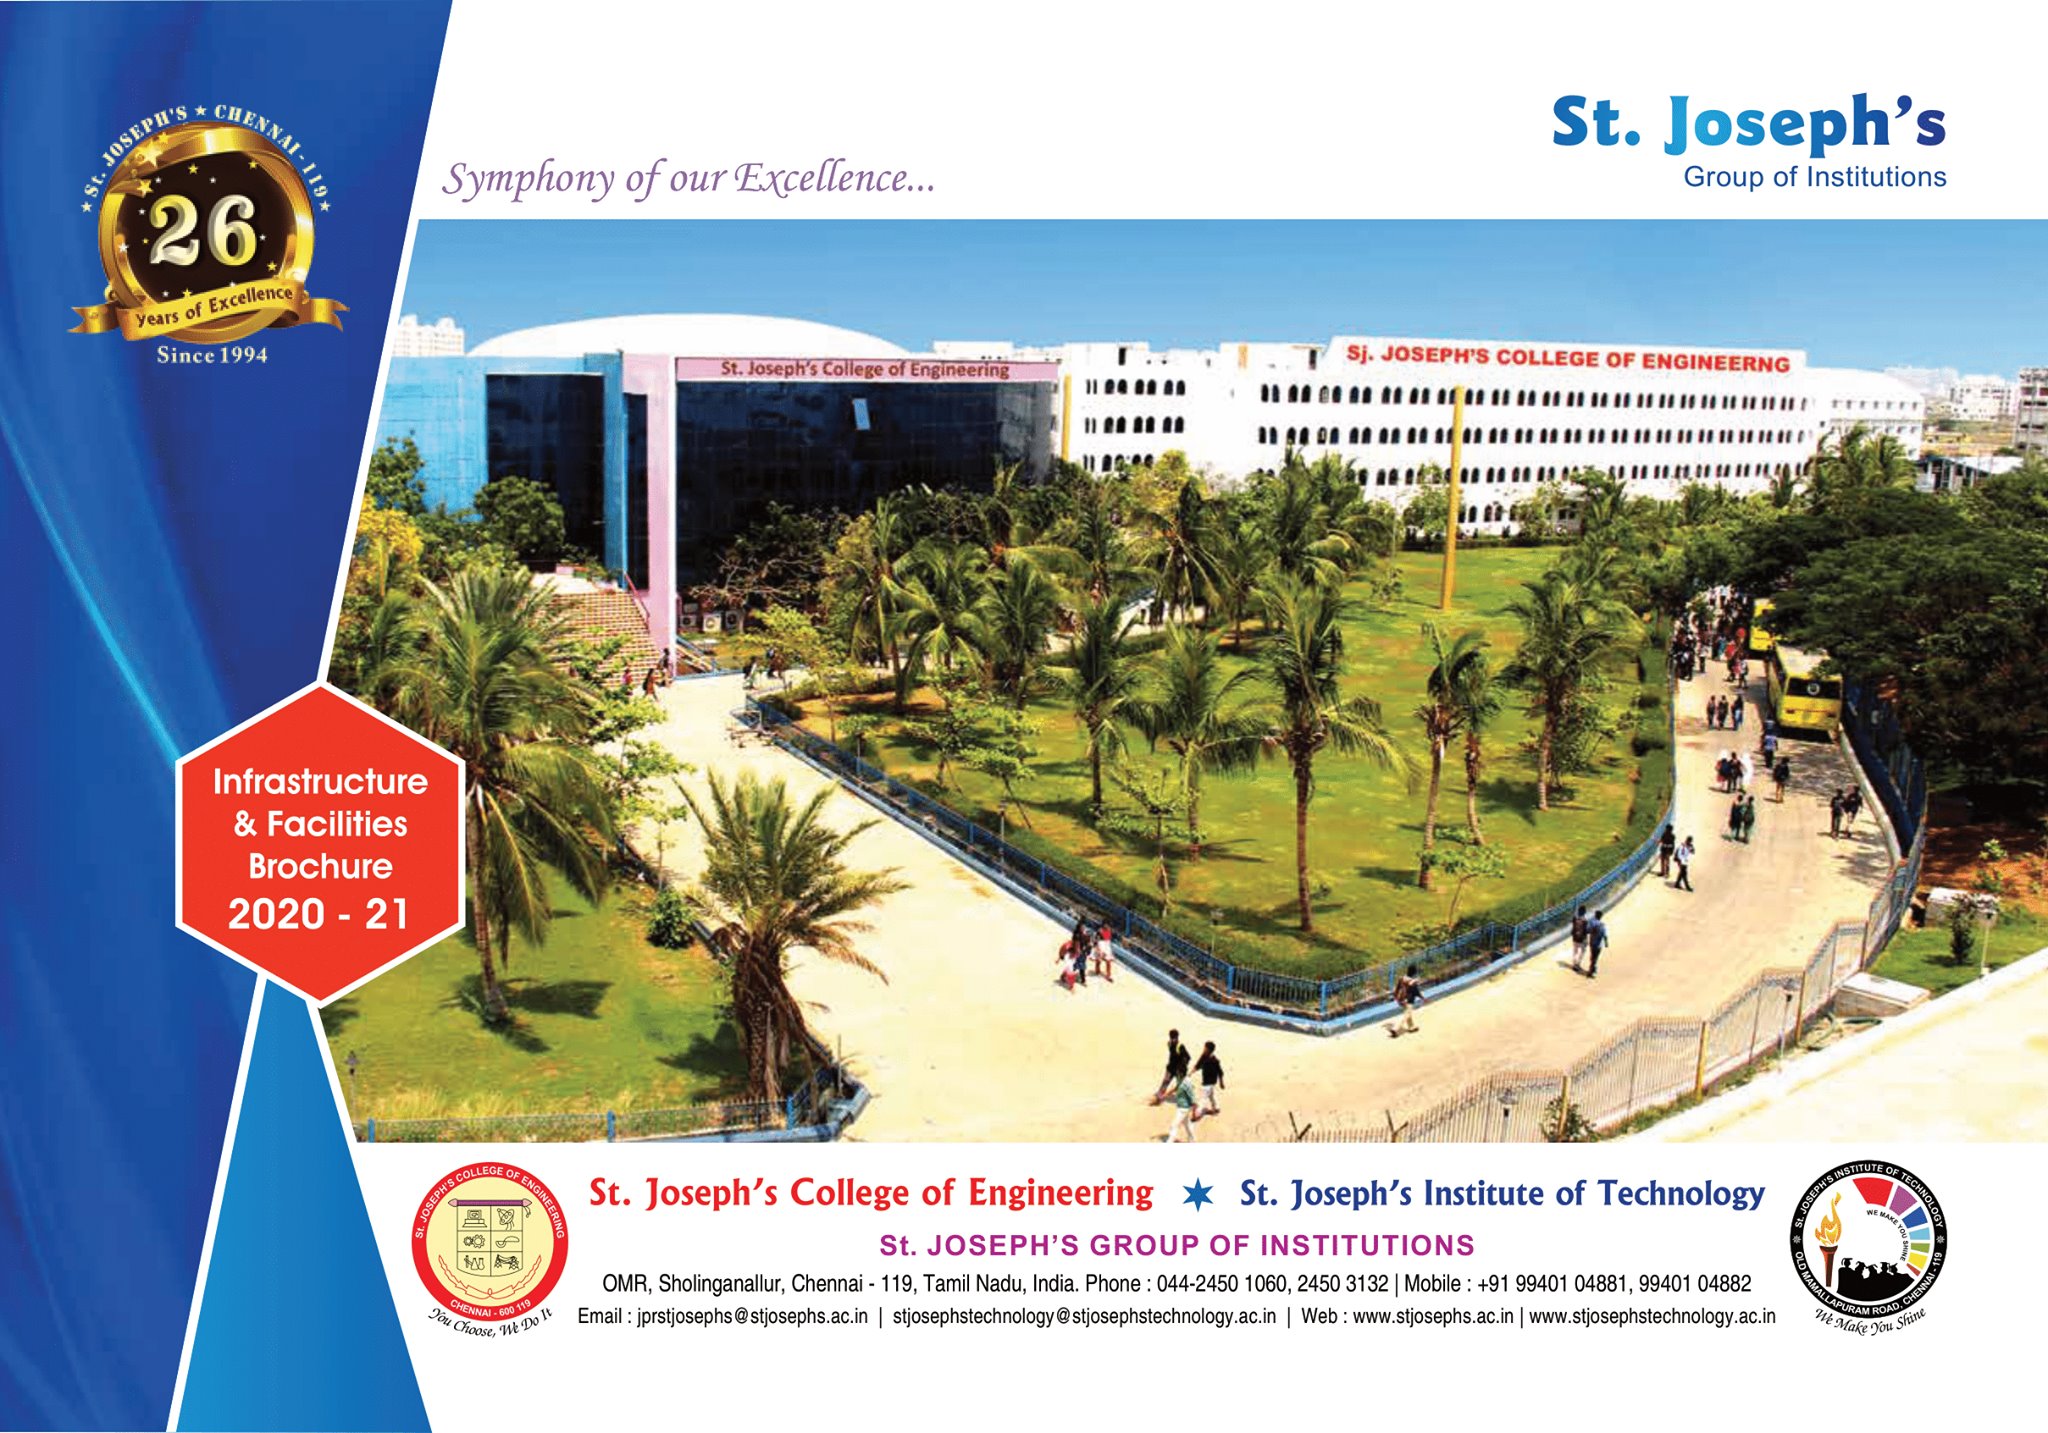 St. JOSEPH'S ★ CHENNAI-119
26
Years of Excellence
Since 1994
Symphony of our Excellence...
St. Joseph's
Group of Institutions
St. Joseph's College of Engineering
Sj. JOSEPH'S COLLEGE OF ENGINEERNG
Infrastructure
& Facilities
Brochure
2020 - 21
St. JOSEPH'S COLLEGE OF ENGINEERING
CHENNAI - 600 119
You Choose, We Do It
St. Joseph's College of Engineering ★ St. Joseph's Institute of Technology
St. JOSEPH'S GROUP OF INSTITUTIONS
OMR, Sholinganallur, Chennai - 119, Tamil Nadu, India. Phone : 044-2450 1060, 2450 3132 | Mobile : +91 99401 04881, 99401 04882
Email : jprstjosephs@stjosephs.ac.in | stjosephstechnology@stjosephstechnology.ac.in | Web : www.stjosephs.ac.in | www.stjosephstechnology.ac.in
St. JOSEPH'S INSTITUTE OF TECHNOLOGY
WE MAKE YOU SHINE
OLD MAMALLAPURAM ROAD, CHENNAI - 119
We Make You Shine